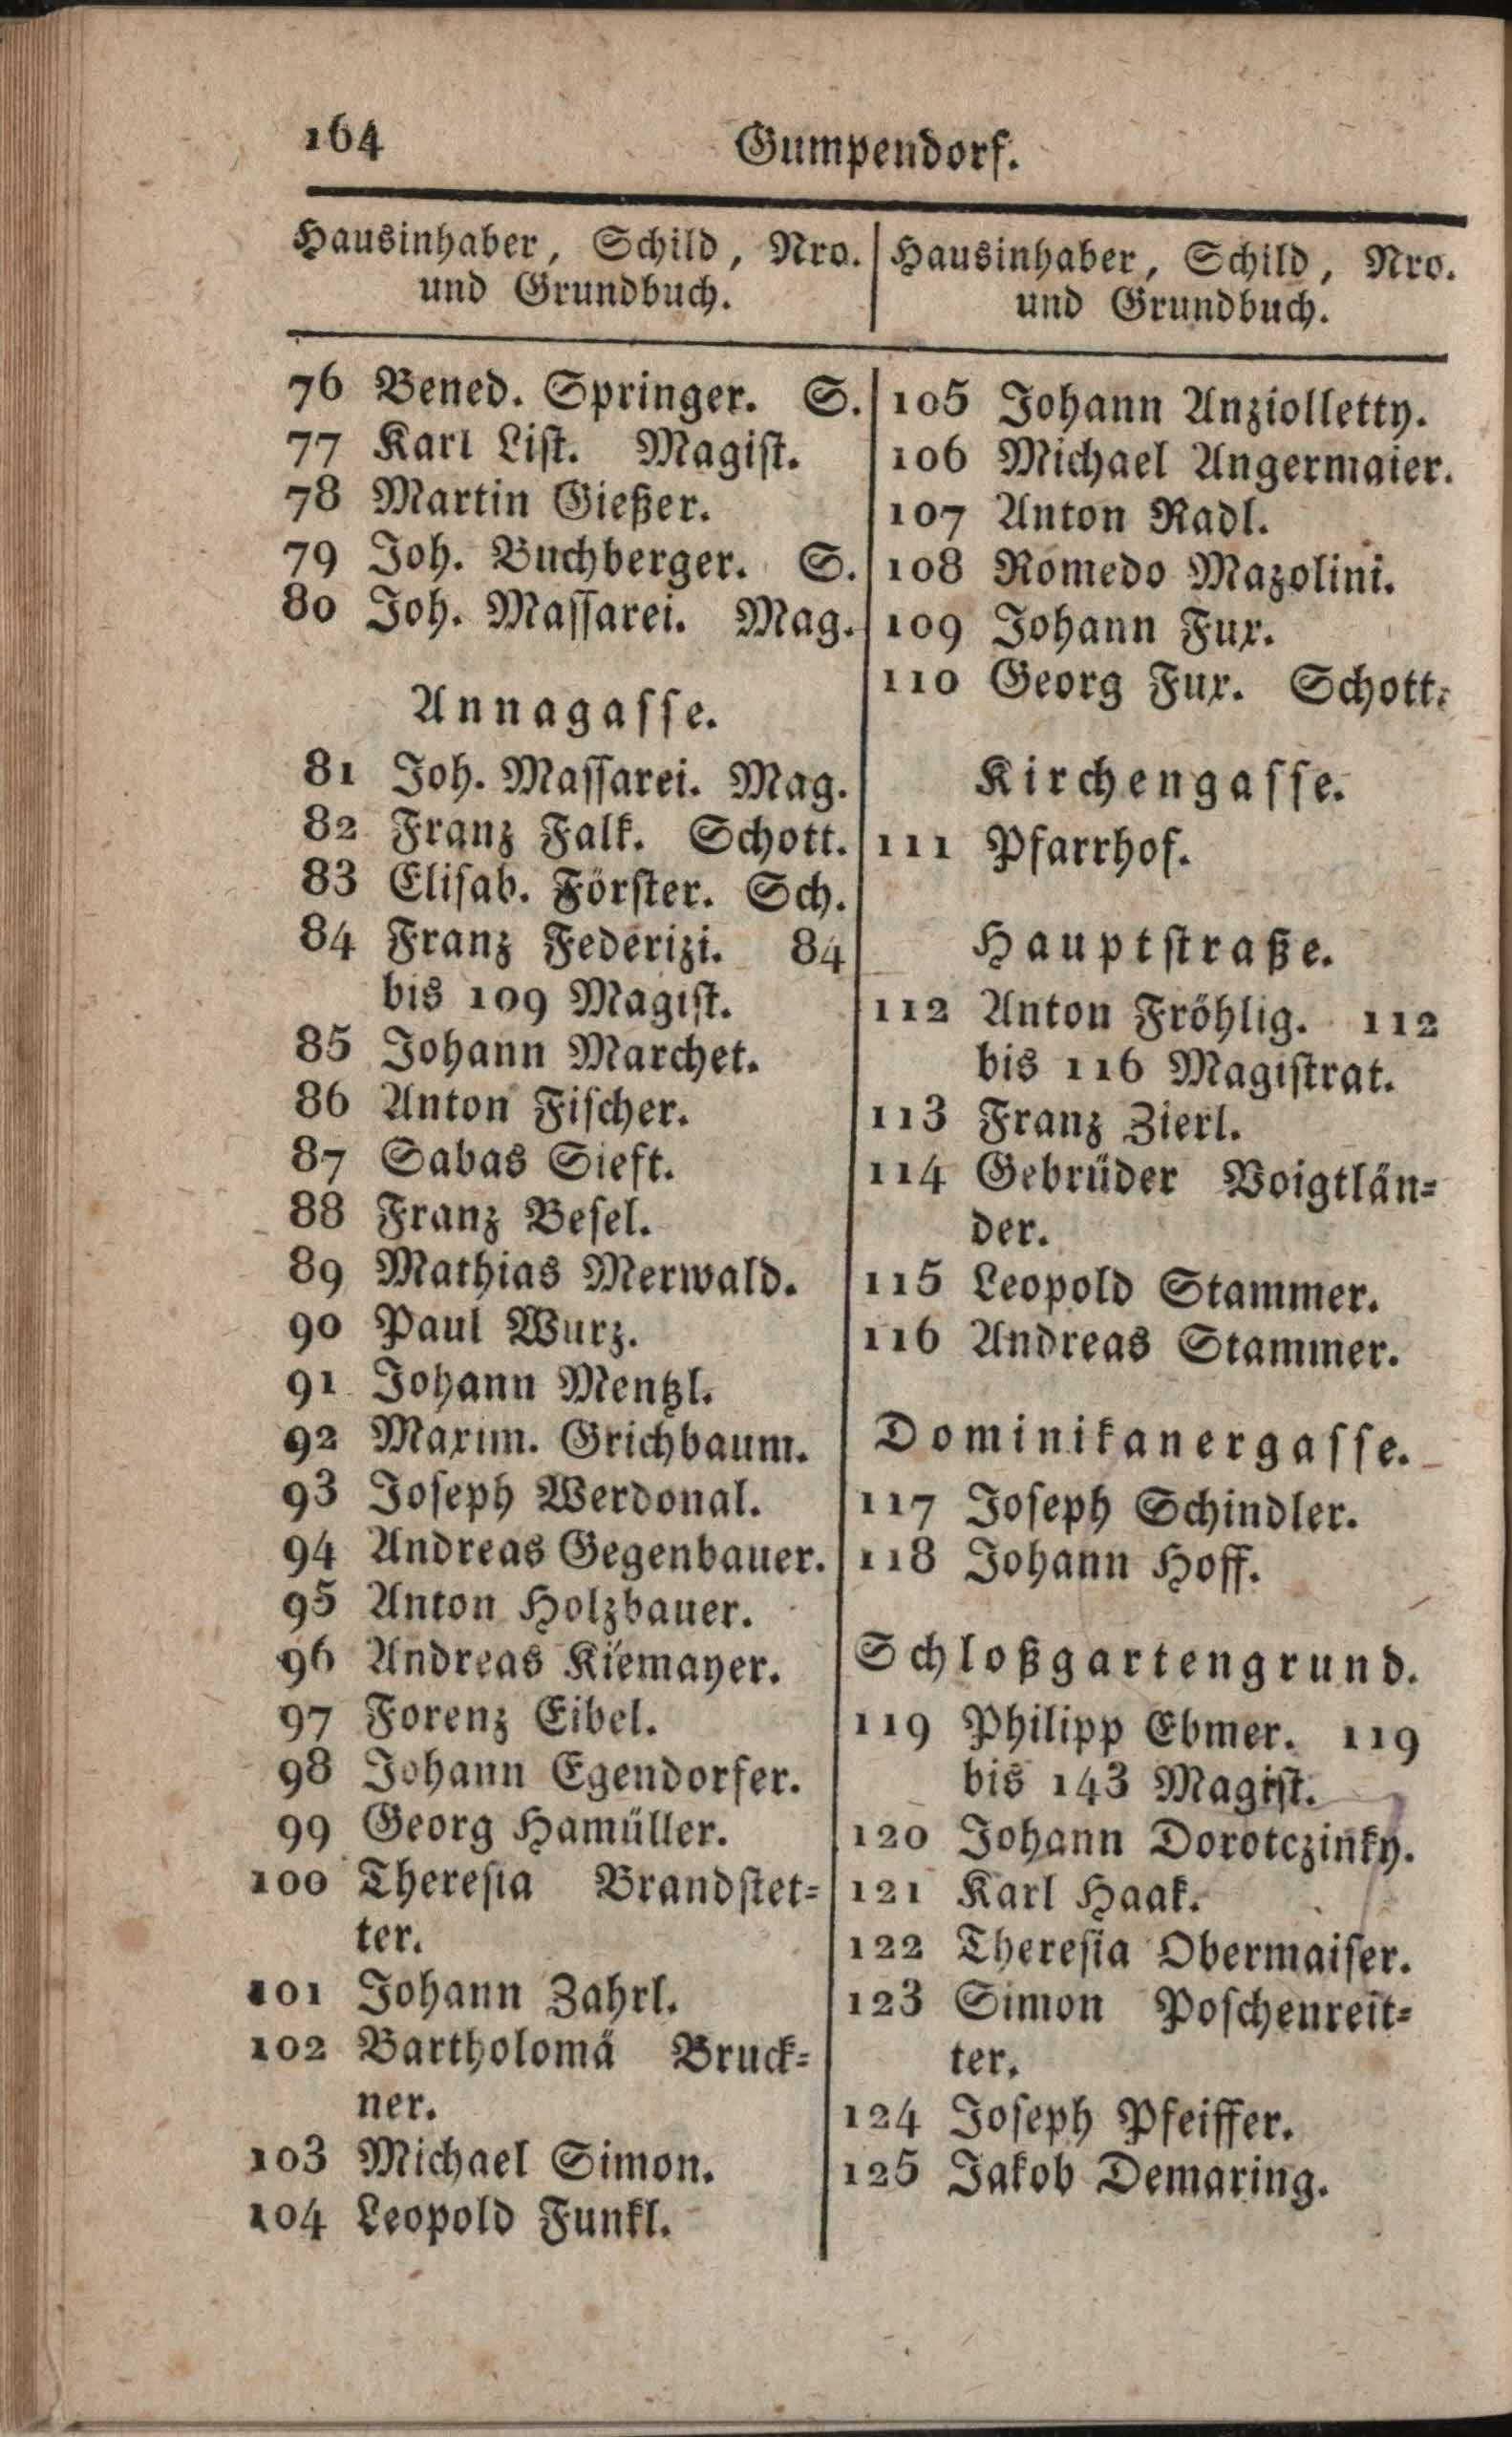 164
Gumpendorf.
Hausinhaber, Schild, Nro.
und Grundbuch.
76 Bened. Springer. S.
77 Karl List. Magist.
78 Martin Gießer.
79 Joh. Buchberger. S.
80 Joh. Massarei. Mag.
Annagasse.
81 Joh. Massarei. Mag.
82 Franz Falk. Schott.
83 Elisab. Förster. Sch.
84 Franz Federizi. 84
bis 109 Magist.
85 Johann Marchet.
86 Anton Fischer.
87 Sabas Sieft.
88 Franz Besel.
89 Mathias Merwald.
90 Paul Wurz.
91 Johann Mentzl.
92 Maxim. Grichbaum.
93 Joseph Werdonal.
94 Andreas Gegenbauer.
95 Anton Holzbauer.
96 Andreas Kiemayer.
97 Forenz Eibel.
98 Johann Egendorfer.
99 Georg Hamüller.
100 Theresia Brandstet=
ter.
101 Johann Zahrl.
102 Bartholomä Bruck=
ner.
103 Michael Simon.
104 Leopold Funkl.
Hausinhaber, Schild, Nro.
und Grundbuch.
105 Johann Anziolletty.
106 Michael Angermaier.
107 Anton Radl.
108 Romedo Mazolini.
109 Johann Fux.
110 Georg Fux. Schott.
Kirchengasse.
111 Pfarrhof.
Hauptstraße.
112 Anton Fröhlig. 112
bis 116 Magistrat.
113 Franz Zierl.
114 Gebrüder Voigtlän=
der.
115 Leopold Stammer.
116 Andreas Stammer.
Dominikanergasse.
117 Joseph Schindler.
118 Johann Hoff.
Schloßgartengrund.
119 Philipp Ebmer. 119
bis 143 Magist.
120 Johann Dorotczinky.
121 Karl Haak.
122 Theresia Obermaiser.
123 Simon Poschenreit=
ter.
124 Joseph Pfeiffer.
125 Jakob Demaring.